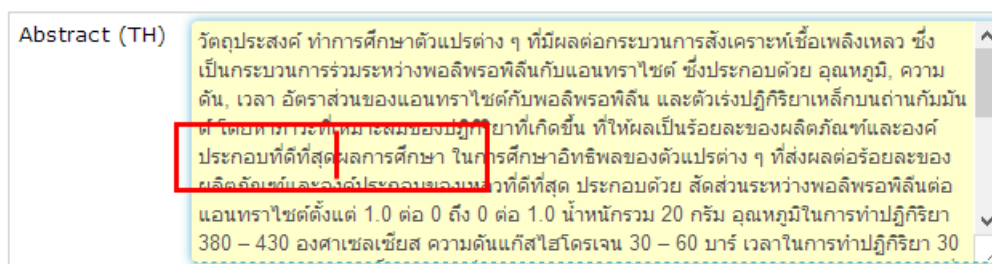 Abstract (TH)
วัตถุประสงค์ ทำการศึกษาตัวแปรต่าง ๆ ที่มีผลต่อกระบวนการสังเคราะห์เชื้อเพลิงเหลว ซึ่ง
เป็นกระบวนการร่วมระหว่างพอลิพรอพิลีนกับแอนทราไซต์ ซึ่งประกอบด้วย อุณหภูมิ, ความ
ดัน, เวลา อัตราส่วนของแอนทราไซต์กับพอลิพรอพิลีน และตัวเร่งปฏิกิริยาเหล็กบนถ่านกัมมัน
ต์ โดยหาภาวะที่เหมาะสมของปฏิกิริยาที่เกิดขึ้น ที่ให้ผลเป็นร้อยละของผลิตภัณฑ์และองค์
ประกอบที่ดีที่สุดผลการศึกษา ในการศึกษาอิทธิพลของตัวแปรต่าง ๆ ที่ส่งผลต่อร้อยละของ
ผลิตภัณฑ์และองค์ประกอบของเหลวที่ดีที่สุด ประกอบด้วย สัดส่วนระหว่างพอลิพรอพิลีนต่อ
แอนทราไซต์ตั้งแต่ 1.0 ต่อ 0 ถึง 0 ต่อ 1.0 น้ำหนักรวม 20 กรัม อุณหภูมิในการทำปฏิกิริยา
380 – 430 องศาเซลเซียส ความดันแก๊สไฮโดรเจน 30 – 60 บาร์ เวลาในการทำปฏิกิริยา 30